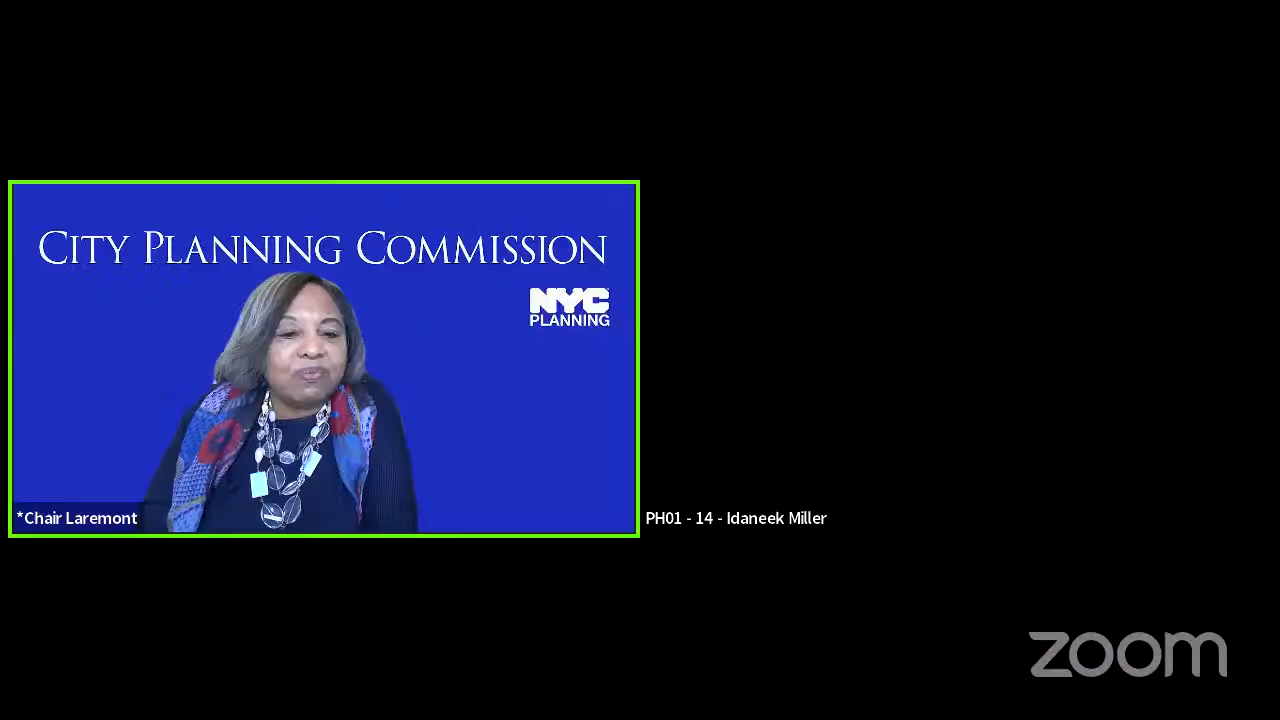 CITY PLANNING COMMISSION
NYC
PLANNING
*Chair Laremont
PH01 - 14 - Idaneek Miller
zoom